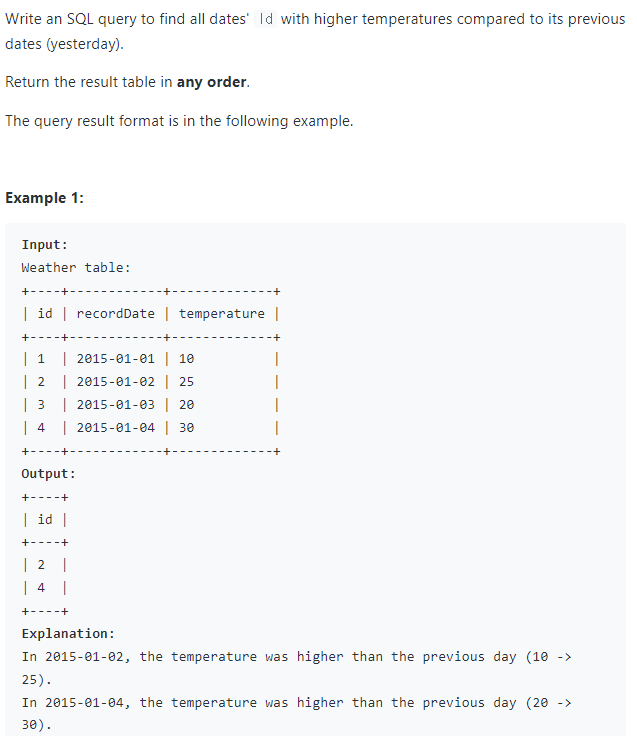 Write an SQL query to find all dates' Id with higher temperatures compared to its previous
dates (yesterday).
Return the result table in any order.
The query result format is in the following example.
Example 1:
Input:
Weather table:
+----+------------+-------------+
| id | recordDate | temperature |
+----+------------+-------------+
| 1  | 2015-01-01 | 10          |
| 2  | 2015-01-02 | 25          |
| 3  | 2015-01-03 | 20          |
| 4  | 2015-01-04 | 30          |
+----+------------+-------------+
Output:
+----+
| id |
+----+
| 2  |
| 4  |
+----+
Explanation:
In 2015-01-02, the temperature was higher than the previous day (10 ->
25).
In 2015-01-04, the temperature was higher than the previous day (20 ->
30).